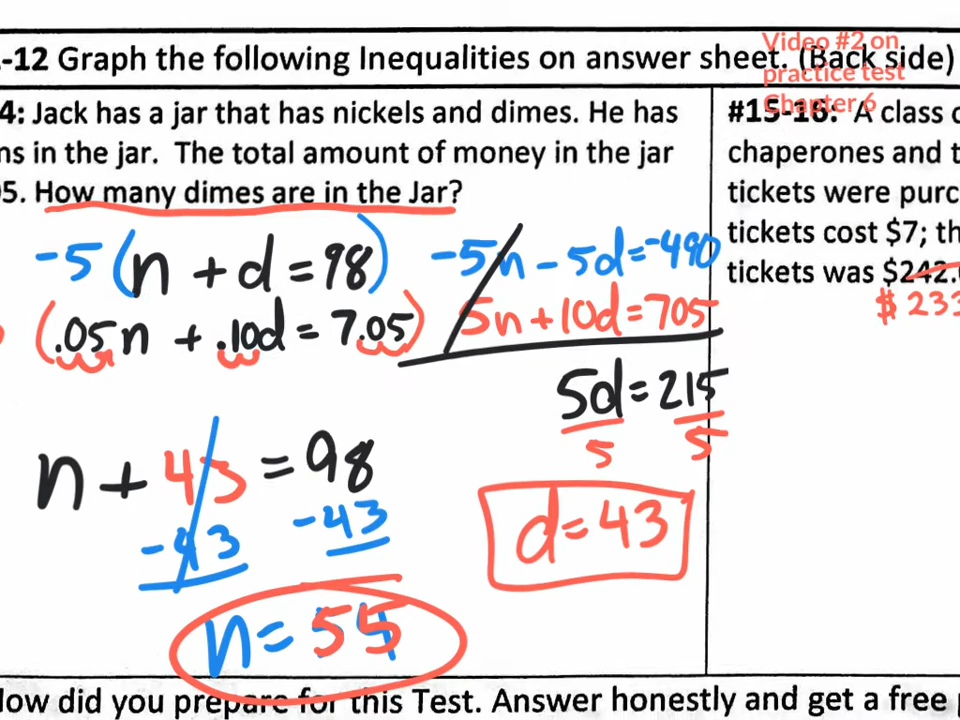 -12 Graph the following Inequalities on answer sheet. (Back side)
Video #2 on
practice test
Chapter 6
4: Jack has a jar that has nickels and dimes. He has
ns in the jar. The total amount of money in the jar
05. How many dimes are in the Jar?
-5(n + d = 98)
(.05n + .10d = 7.05)
-5n - 5d = -490
5n + 10d = 705
5d = 215
5 5
d = 43
n + 43 = 98
-43 -43
n = 55
#15-16: A class o
chaperones and t
tickets were purc
tickets cost $7; th
tickets was $242.
$ 233
How did you prepare for this Test. Answer honestly and get a free p